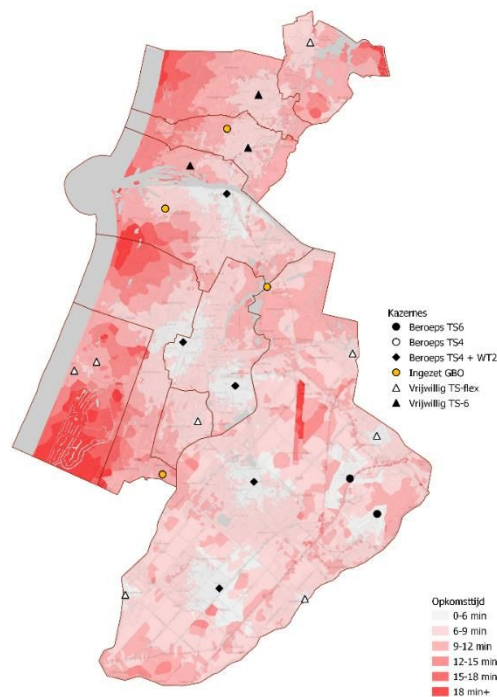 Kazernes
Beroeps TS6
Beroeps TS4
Beroeps TS4 + WT2
Ingezet GBO
Vrijwillig TS-flex
Vrijwillig TS-6
Opkomsttijd
0-6 min
6-9 min
9-12 min
12-15 min
15-18 min
18 min+